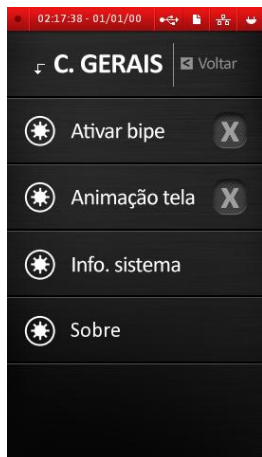 02:17:38 - 01/01/00
C. GERAIS < Voltar
Ativar bipe X
Animação tela X
Info. sistema
Sobre